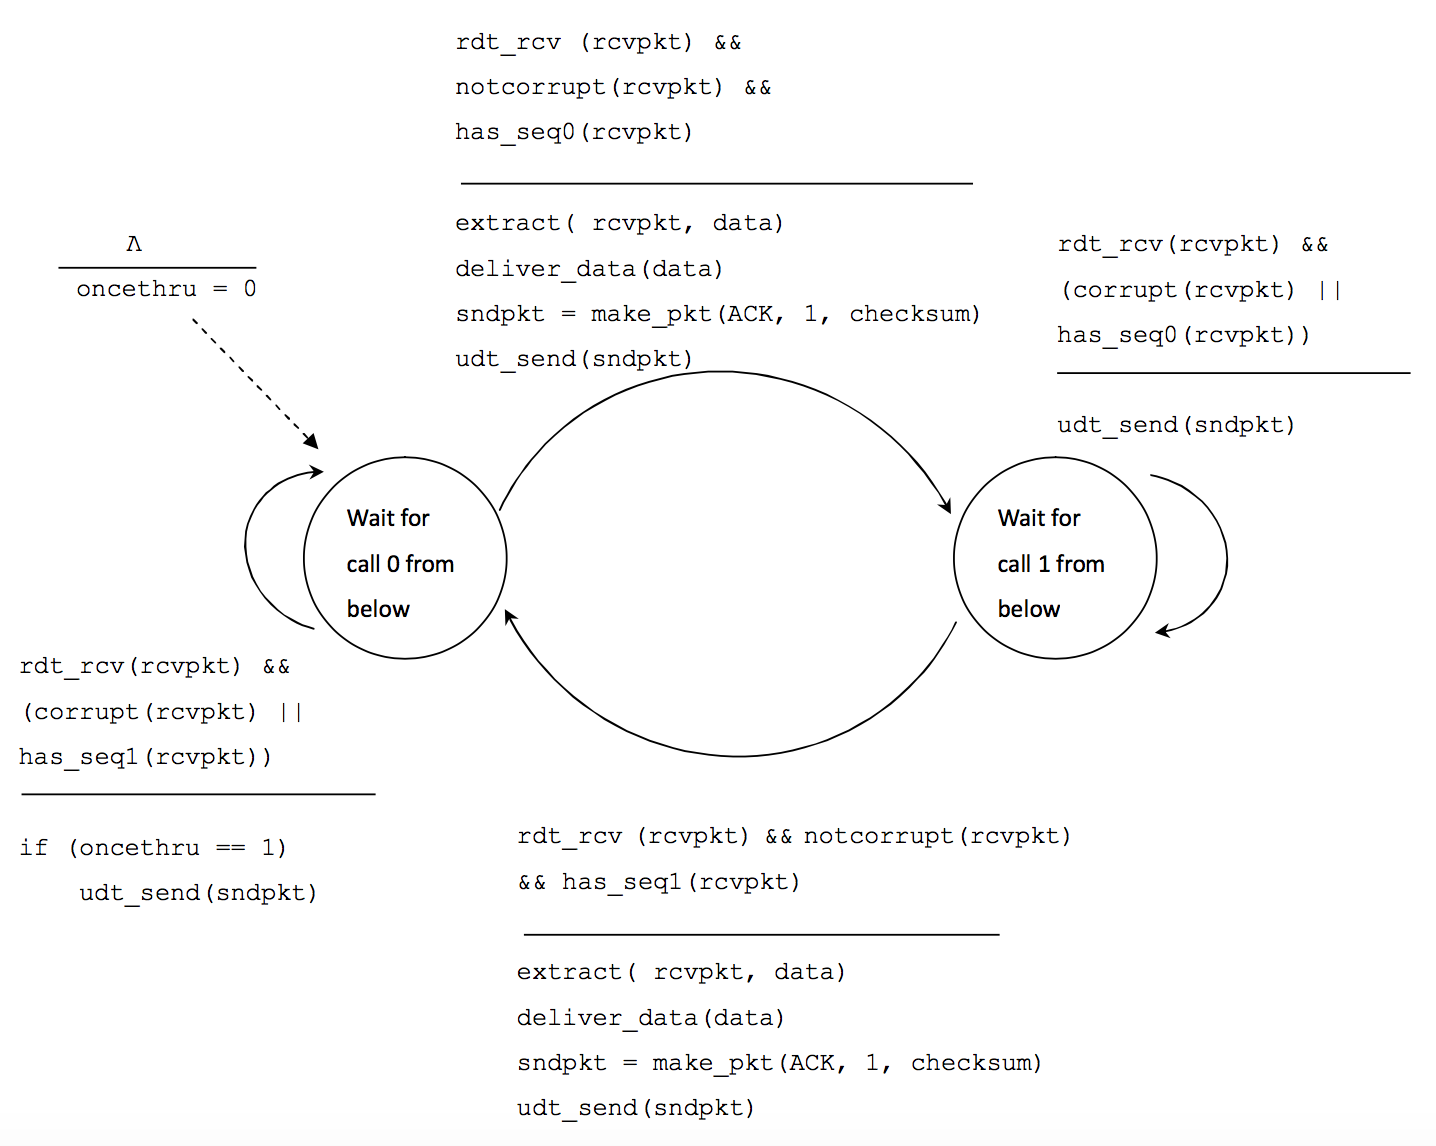 rdt_rcv (rcvpkt) &&
notcorrupt(rcvpkt) &&
has_seq0(rcvpkt)
extract( rcvpkt, data)
deliver_data(data)
sndpkt = make_pkt(ACK, 1, checksum)
udt_send(sndpkt)
Λ
oncethru = 0
rdt_rcv(rcvpkt) &&
(corrupt(rcvpkt) ||
has_seq0(rcvpkt))
udt_send(sndpkt)
Wait for
call 0 from
below
Wait for
call 1 from
below
rdt_rcv(rcvpkt) &&
(corrupt(rcvpkt) ||
has_seq1(rcvpkt))
if (oncethru == 1)
udt_send(sndpkt)
rdt_rcv (rcvpkt) && notcorrupt(rcvpkt)
&& has_seq1(rcvpkt)
extract( rcvpkt, data)
deliver_data(data)
sndpkt = make_pkt(ACK, 1, checksum)
udt_send(sndpkt)